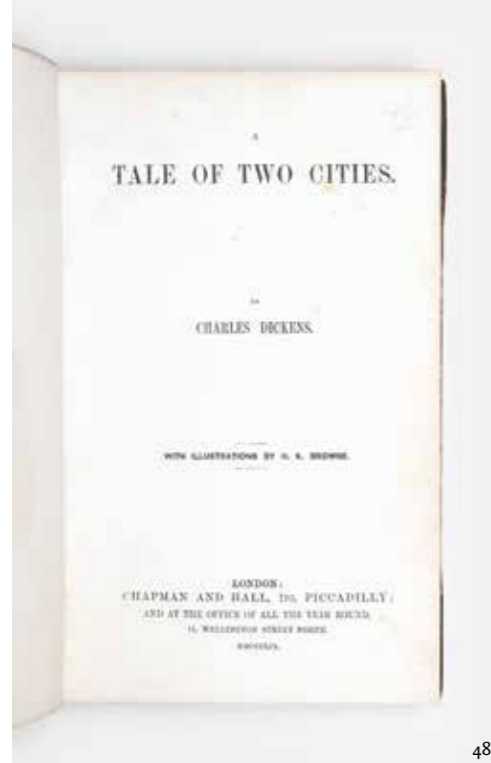 A
TALE OF TWO CITIES.
BY
CHARLES DICKENS.
WITH ILLUSTRATIONS BY H. K. BROWNE.
LONDON:
CHAPMAN AND HALL, 193, PICCADILLY;
AND AT THE OFFICE OF ALL THE YEAR ROUND,
11, WELLINGTON STREET NORTH.
MDCCCLIX.
48